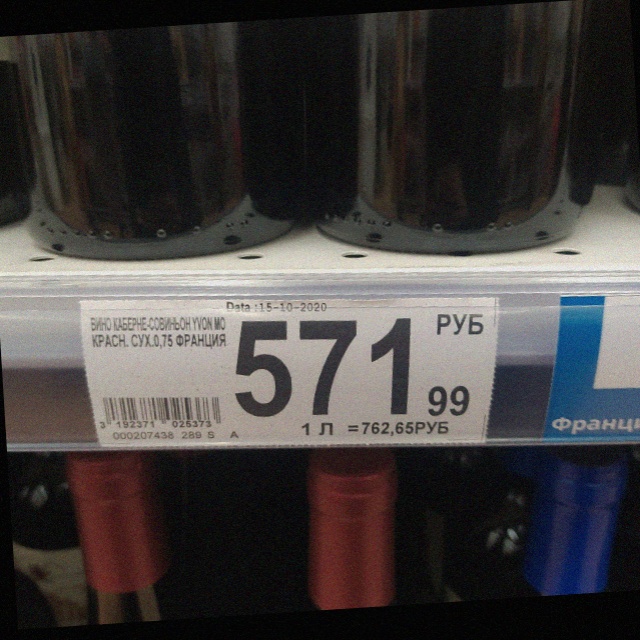 Data :15-10-2020
ВИНО КАБЕРНЕ-СОВИНЬОН YVON MO
КРАСН. СУХ.0,75 ФРАНЦИЯ
571 99 РУБ
3 192371 025373
000207438 289 S A
1 Л =762,65РУБ
Франци